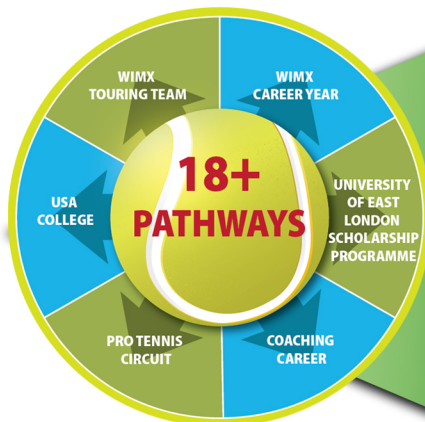 WIMX
TOURING TEAM
WIMX
CAREER YEAR
USA
COLLEGE
18+
PATHWAYS
UNIVERSITY
OF EAST
LONDON
SCHOLARSHIP
PROGRAMME
PRO TENNIS
CIRCUIT
COACHING
CAREER